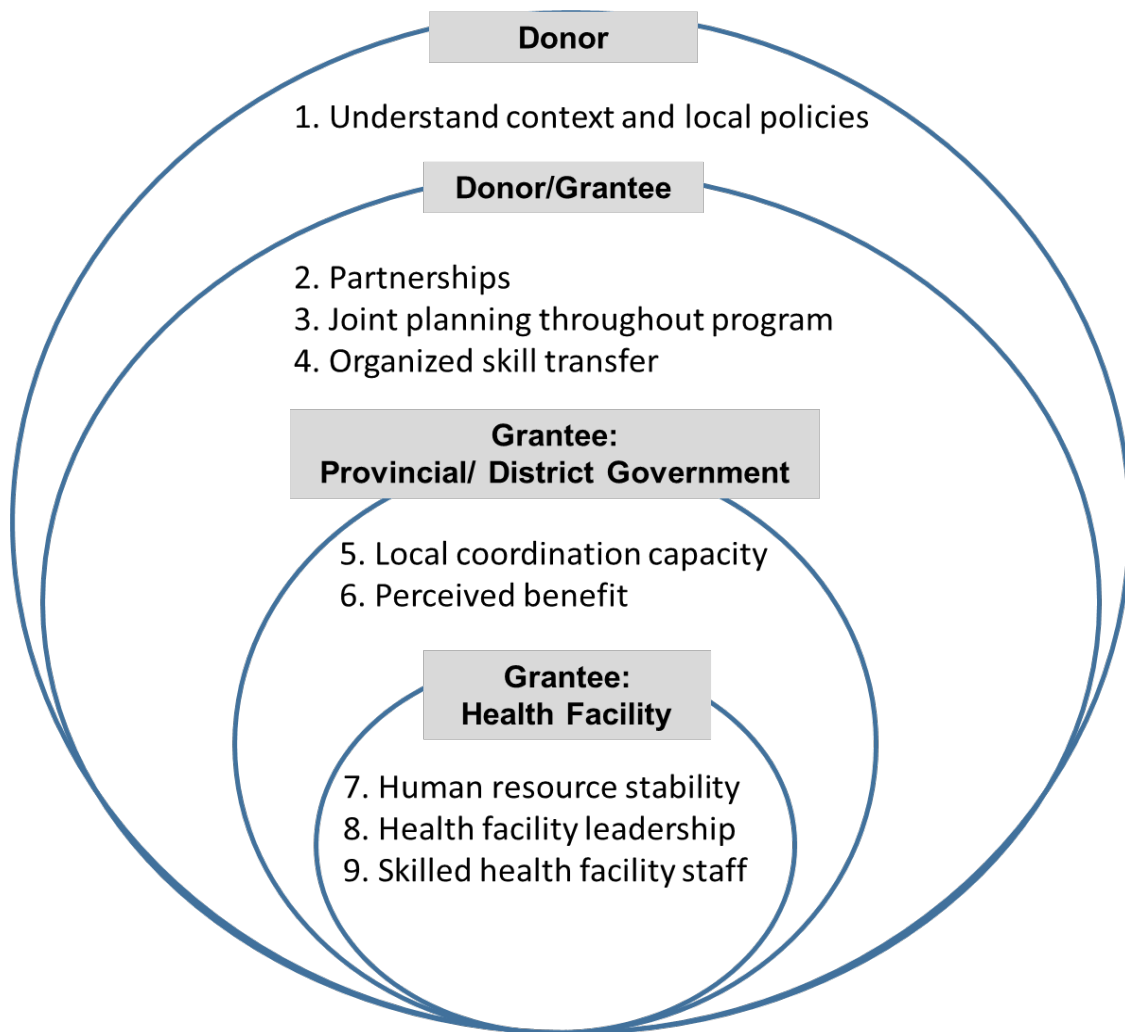 Donor
1. Understand context and local policies
Donor/Grantee
2. Partnerships
3. Joint planning throughout program
4. Organized skill transfer
Grantee:
Provincial/ District Government
5. Local coordination capacity
6. Perceived benefit
Grantee:
Health Facility
7. Human resource stability
8. Health facility leadership
9. Skilled health facility staff